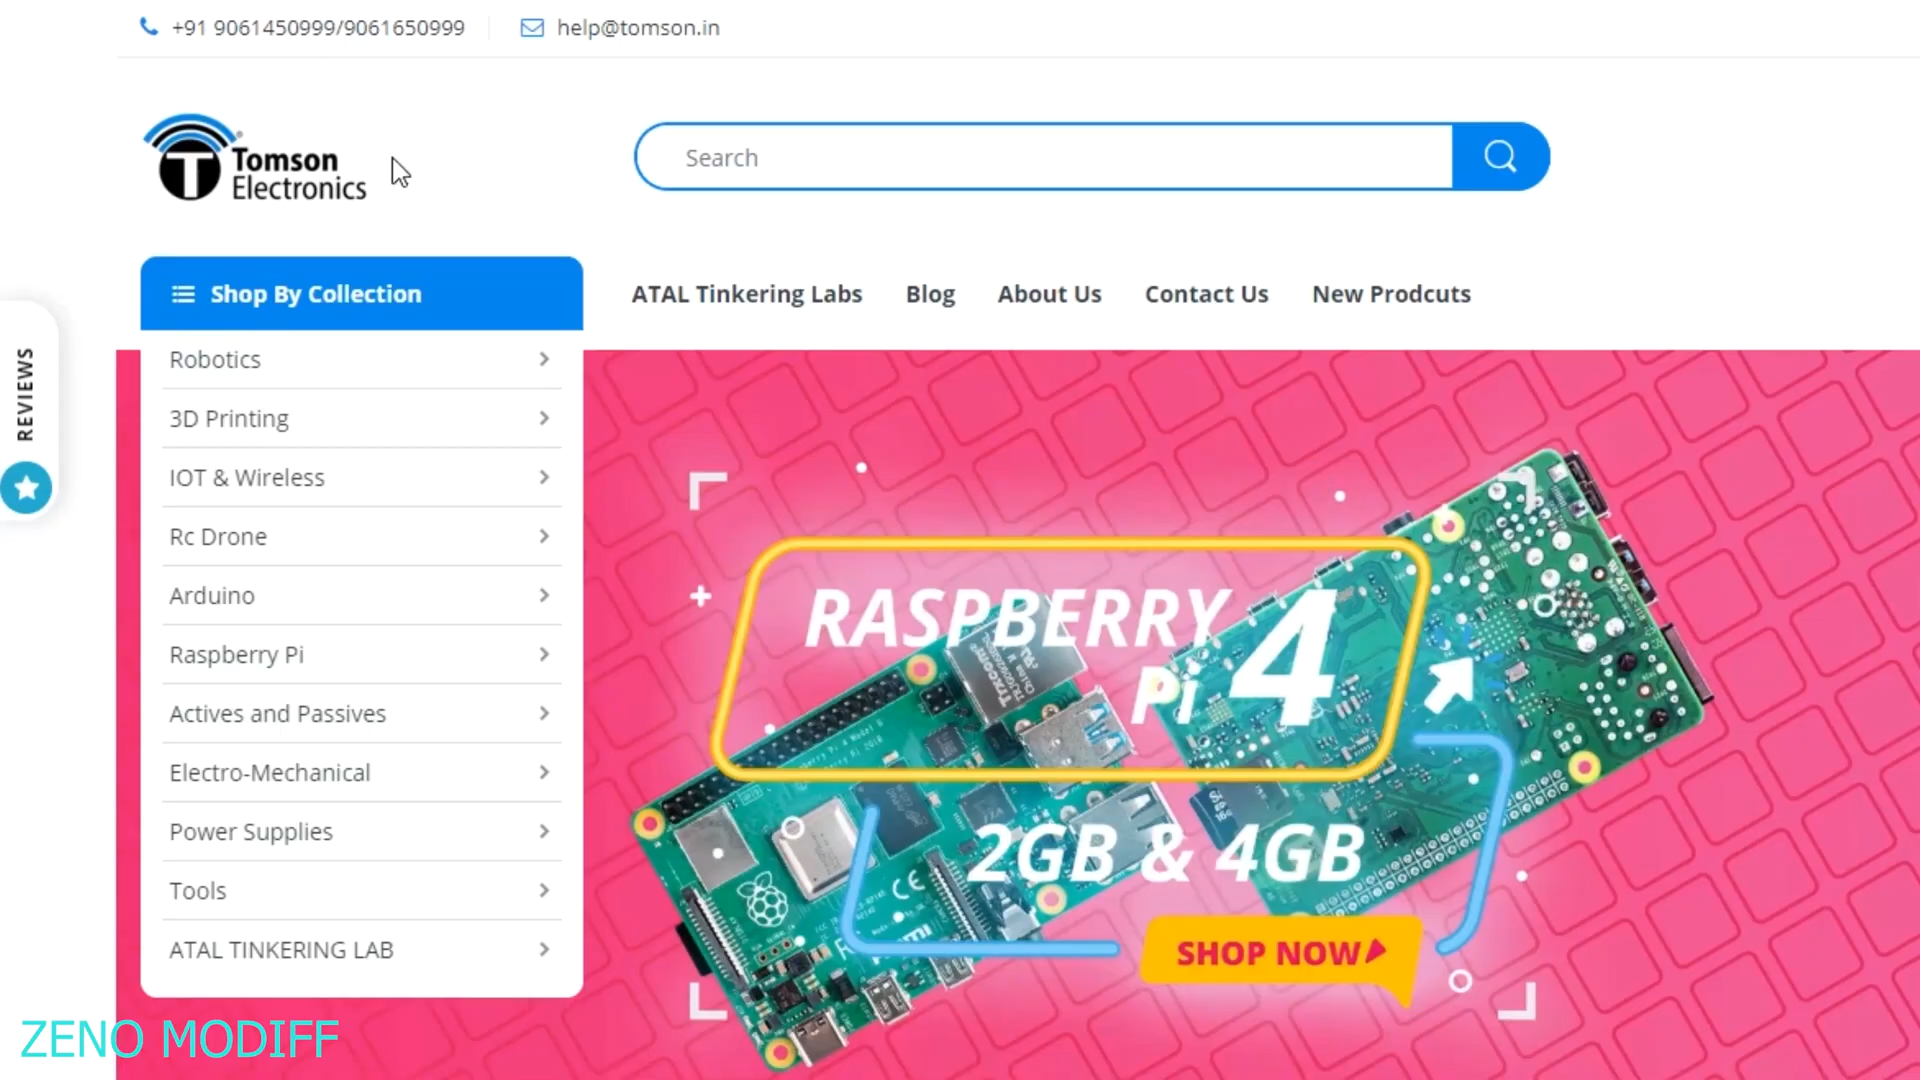 +91 9061450999/9061650999
help@tomson.in
Tomson
Electronics
Search
Shop By Collection
ATAL Tinkering Labs
Blog
About Us
Contact Us
New Prodcuts
REVIEWS
Robotics
3D Printing
IOT & Wireless
Rc Drone
Arduino
Raspberry Pi
Actives and Passives
Electro-Mechanical
Power Supplies
Tools
ATAL TINKERING LAB
RASPBERRY
Pi 4
2GB & 4GB
SHOP NOW
ZENO MODIFF